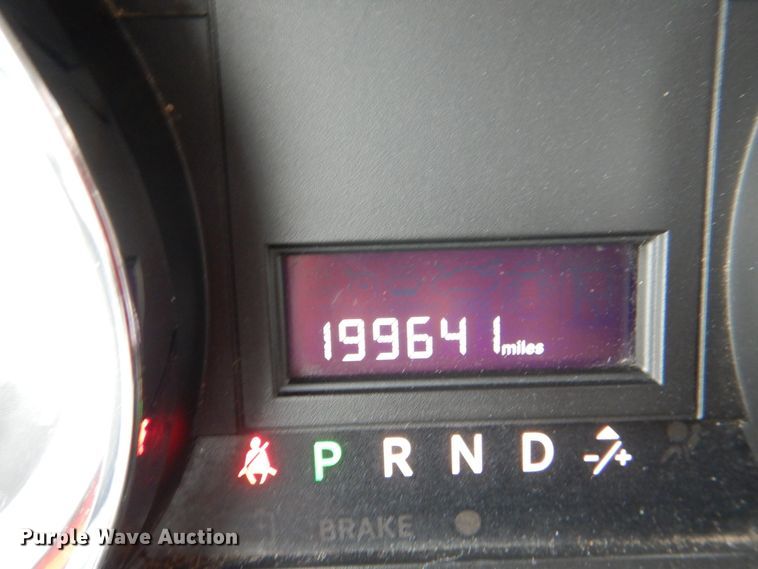 199641 miles
P R N D -/+
BRAKE
Purple Wave Auction